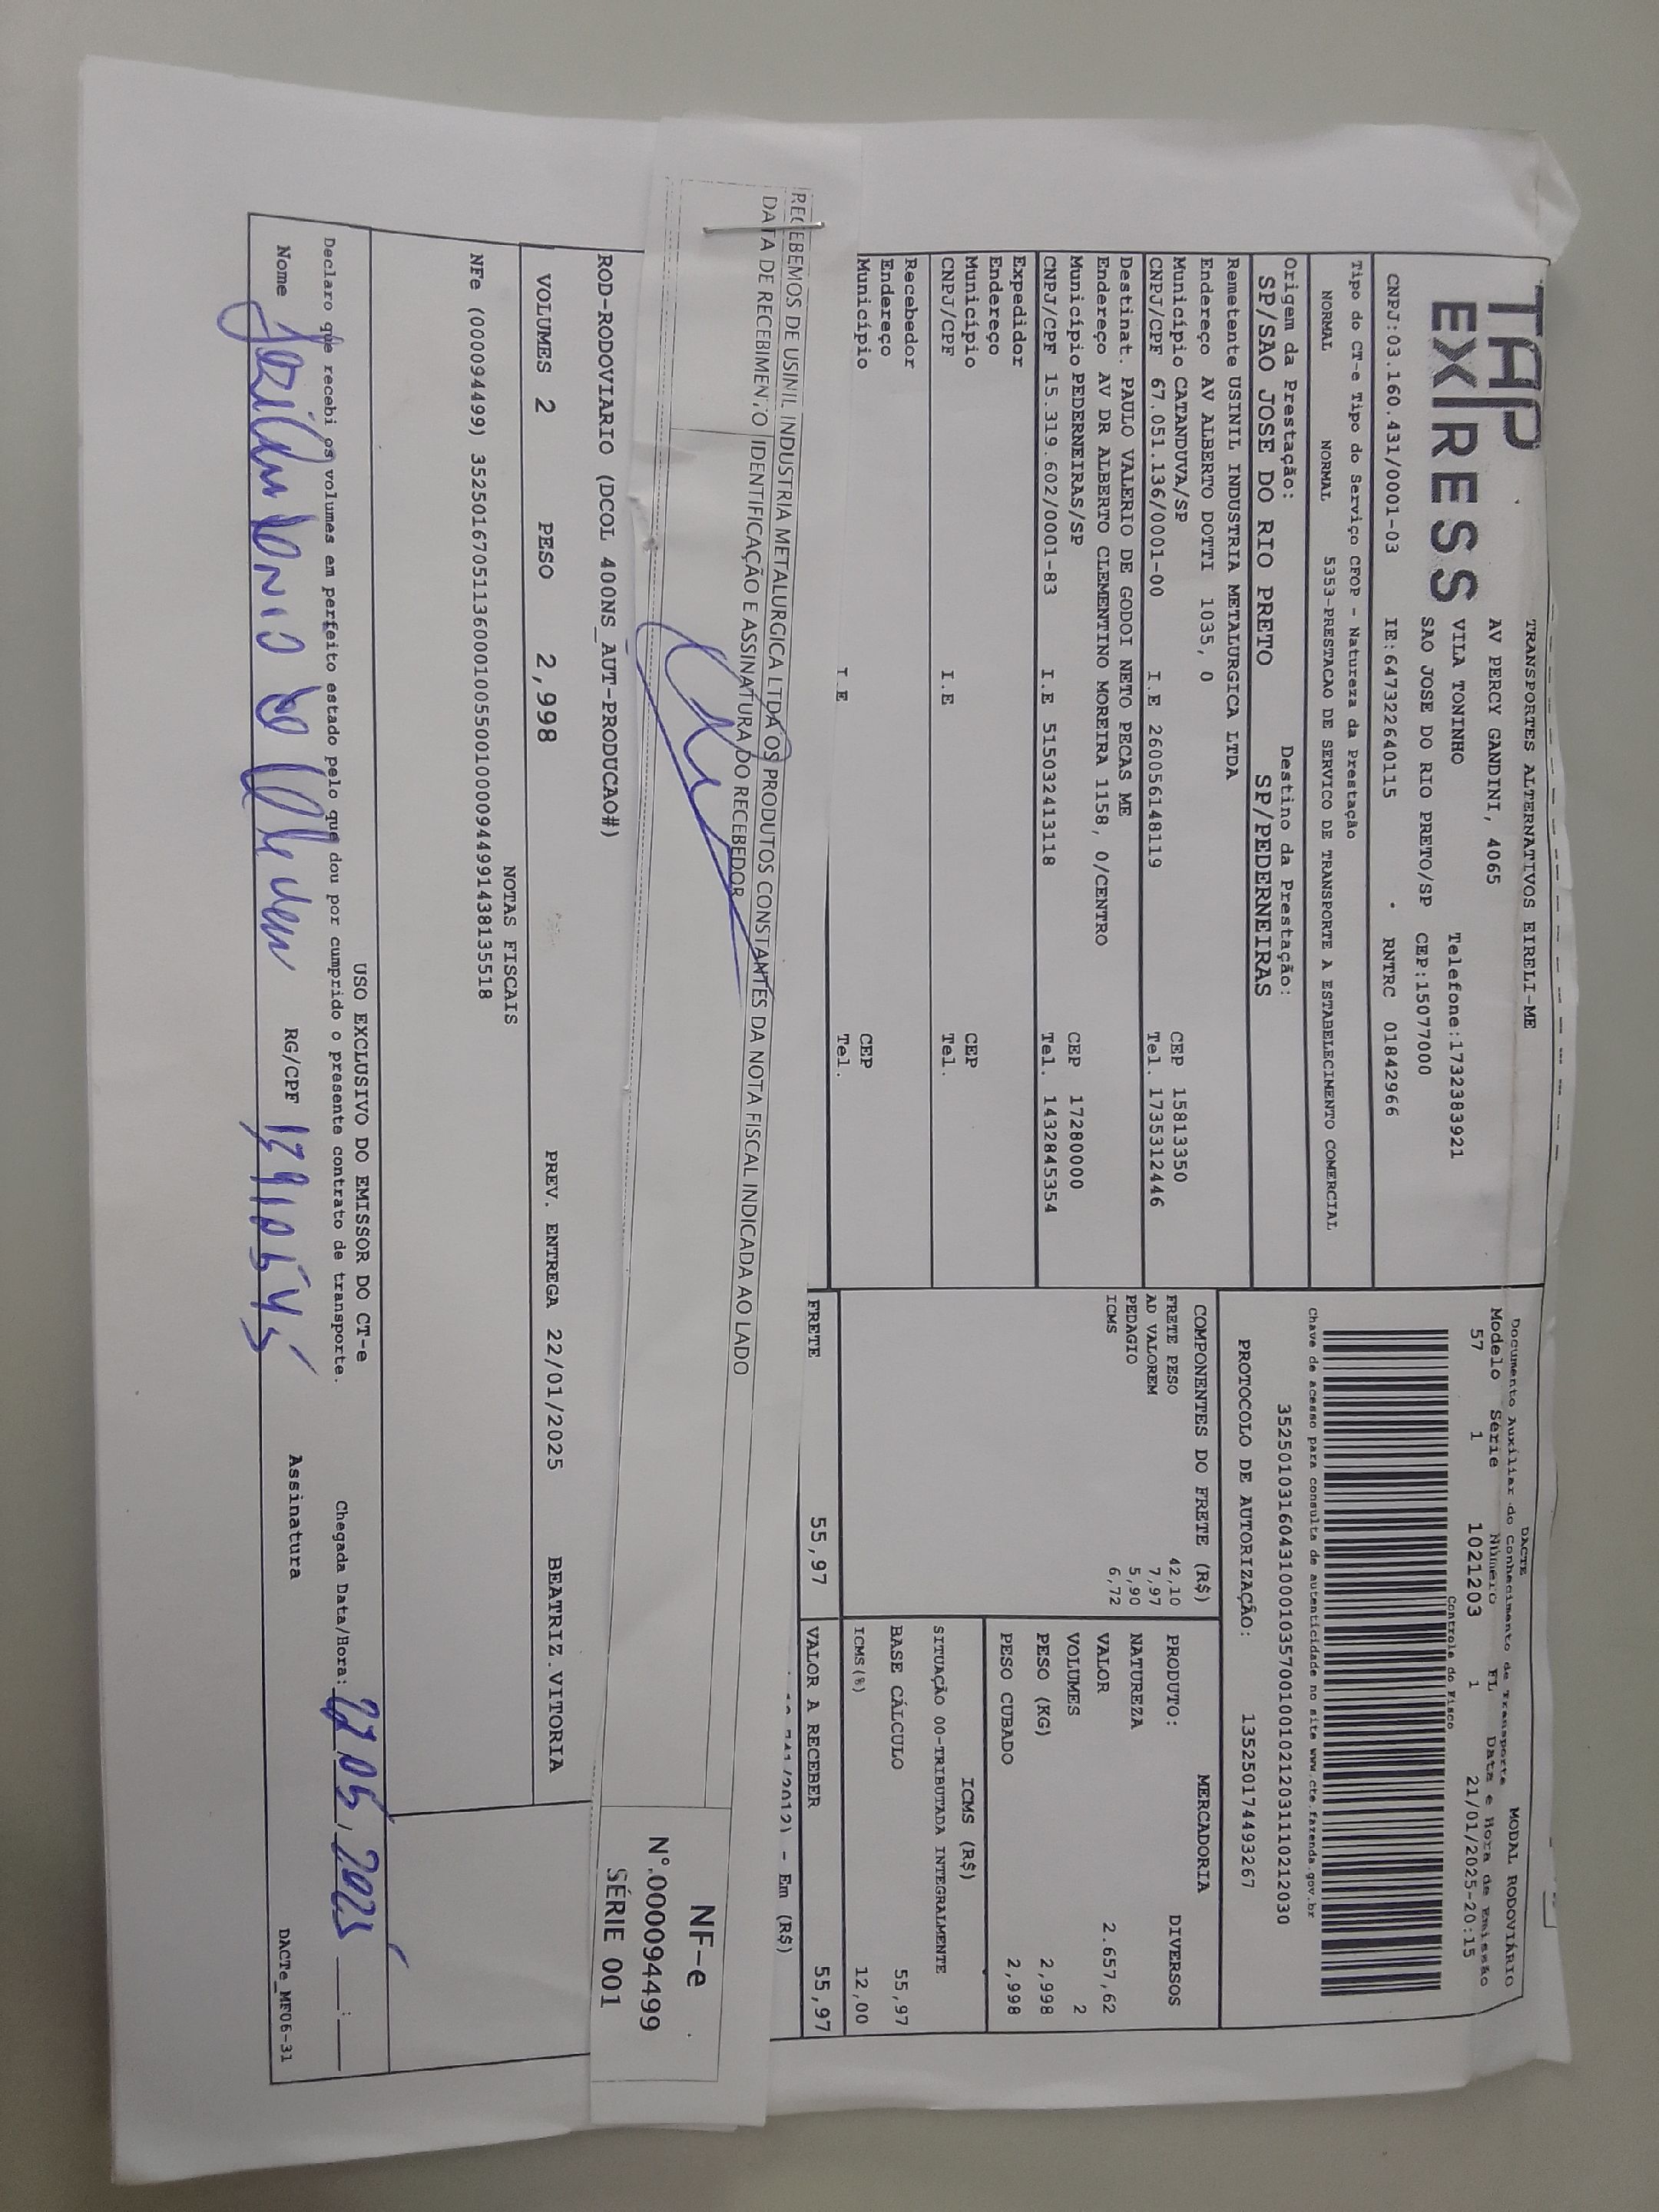 TAP
EXPRESS
TRANSPORTES ALTERNATIVOS EIRELI-ME
AV PERCY GANDINI, 4065
VILA TONINHO Telefone:1732383921
SAO JOSE DO RIO PRETO/SP CEP:15077000
CNPJ:03.160.431/0001-03 IE:647322640115 RNTRC 01842966
DACTE
Documento Auxiliar do Conhecimento de Transporte MODAL RODOVIÁRIO
Modelo Série Número FL Data e Hora de Emissão
57 1 1021203 1 21/01/2025-20:15
Controle do Fisco
Chave de acesso para consulta de autenticidade no site www.cte.fazenda.gov.br
35250103160431000103570010010212031110212030
PROTOCOLO DE AUTORIZAÇÃO: 135250174493267
Tipo do CT-e Tipo do Serviço CFOP - Natureza da Prestação
NORMAL NORMAL 5353-PRESTACAO DE SERVICO DE TRANSPORTE A ESTABELECIMENTO COMERCIAL
Origem da Prestação: Destino da Prestação:
SP/SAO JOSE DO RIO PRETO SP/PEDERNEIRAS
Remetente USINIL INDUSTRIA METALURGICA LTDA
Endereço AV ALBERTO DOTTI 1035, 0
Município CATANDUVA/SP CEP 15813350
CNPJ/CPF 67.051.136/0001-00 I.E 260056148119 Tel. 1735312446
Destinat. PAULO VALERIO DE GODOI NETO PECAS ME
Endereço AV DR ALBERTO CLEMENTINO MOREIRA 1158, 0/CENTRO
Município PEDERNEIRAS/SP CEP 17280000
CNPJ/CPF 15.319.602/0001-83 I.E 515032413118 Tel. 1432845354
Expedidor
Endereço
Município CEP
CNPJ/CPF I.E Tel.
Recebedor
Endereço
Município CEP
I.E Tel.
COMPONENTES DO FRETE (R$)
FRETE PESO 42,10
AD VALOREM 7,97
PEDAGIO 5,90
ICMS 6,72
MERCADORIA
PRODUTO: DIVERSOS
NATUREZA
VALOR 2.657,62
VOLUMES 2
PESO (KG) 2,998
PESO CUBADO 2,998
ICMS (R$)
SITUAÇÃO 00-TRIBUTADA INTEGRALMENTE
BASE CÁLCULO 55,97
ICMS(%) 12,00
FRETE 55,97 VALOR A RECEBER 55,97
741/2012) - Em (R$)
RECEBEMOS DE USINIL INDUSTRIA METALURGICA LTDA OS PRODUTOS CONSTANTES DA NOTA FISCAL INDICADA AO LADO
DATA DE RECEBIMENTO IDENTIFICAÇÃO E ASSINATURA DO RECEBEDOR
NF-e
N°.000094499
SÉRIE 001
ROD-RODOVIARIO (DCOL 400NS_AUT-PRODUCAO#)
VOLUMES 2 PESO 2,998 PREV. ENTREGA 22/01/2025 BEATRIZ.VITORIA
NOTAS FISCAIS
NFe (000094499) 35250167051136000100550010000944991438135518
USO EXCLUSIVO DO EMISSOR DO CT-e
Declaro que recebi os volumes em perfeito estado pelo que dou por cumprido o presente contrato de transporte. Chegada Data/Hora: __:__
Nome RG/CPF Assinatura
DACTe_MF06-31